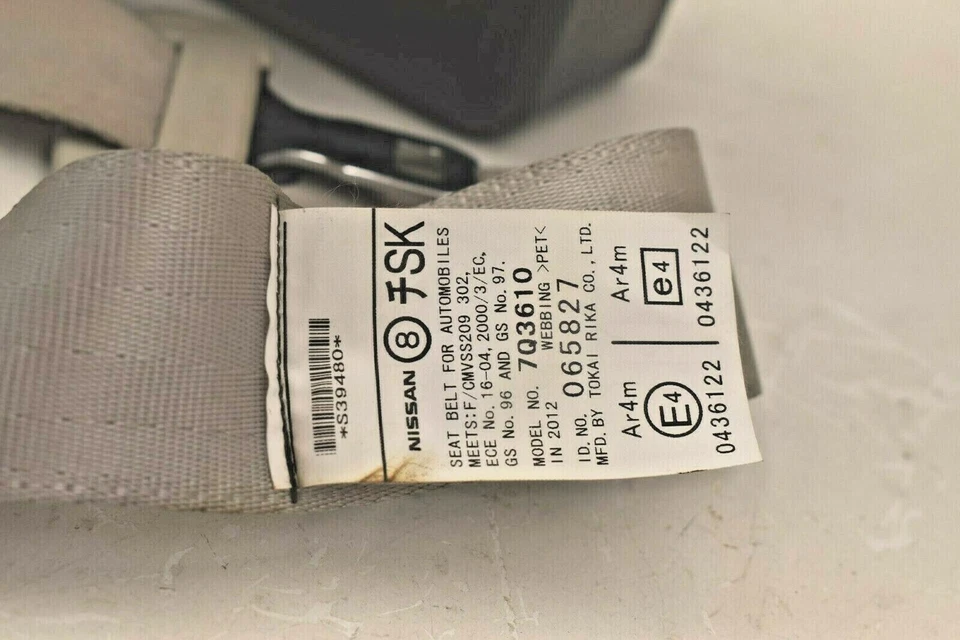 *S39480*
NISSAN 8 チSK
SEAT BELT FOR AUTOMOBILES
MEETS:F/CMVSS209 302,
ECE No. 16-04, 2000/3/EC,
GS No. 96 AND GS No. 97.
MODEL NO. 7Q3610
IN 2012 WEBBING >PET<
ID. NO. 065827
MFD. BY TOKAI RIKA CO., LTD.
Ar4m Ar4m
E4 e4
0436122 0436122